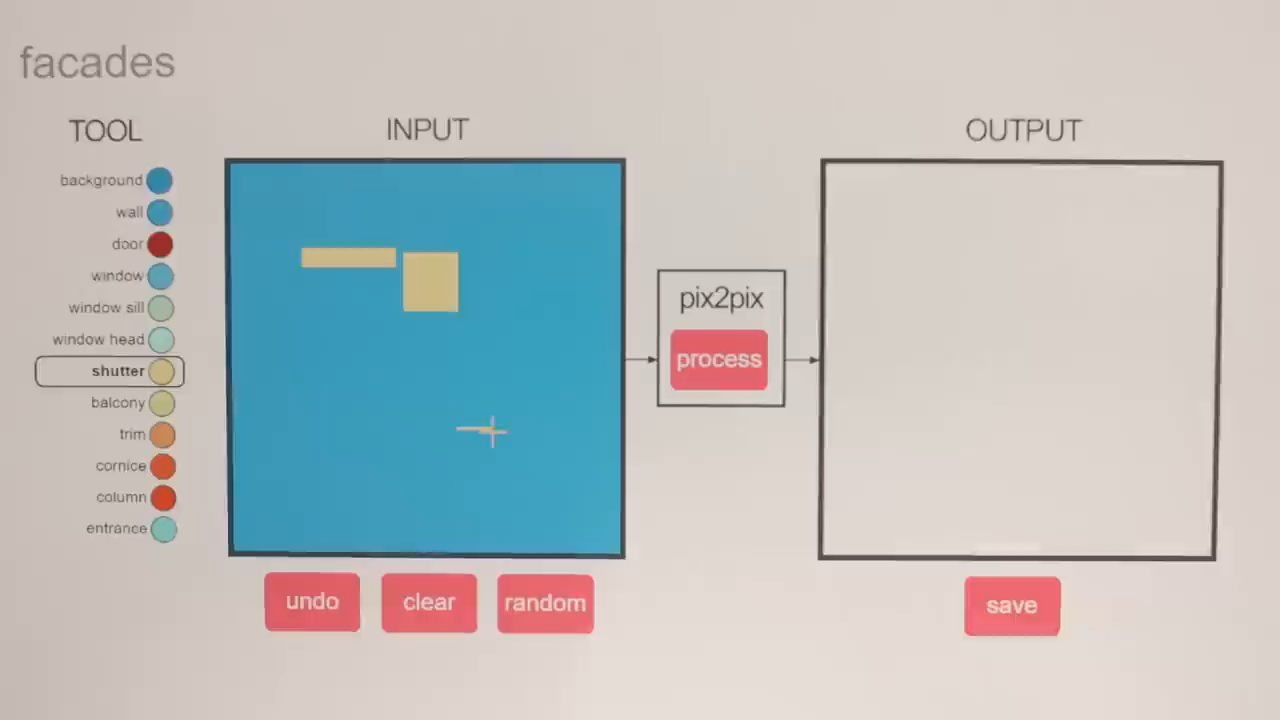 facades
TOOL
INPUT
OUTPUT
background
wall
door
window
window sill
window head
shutter
balcony
trim
cornice
column
entrance
pix2pix
process
undo
clear
random
save